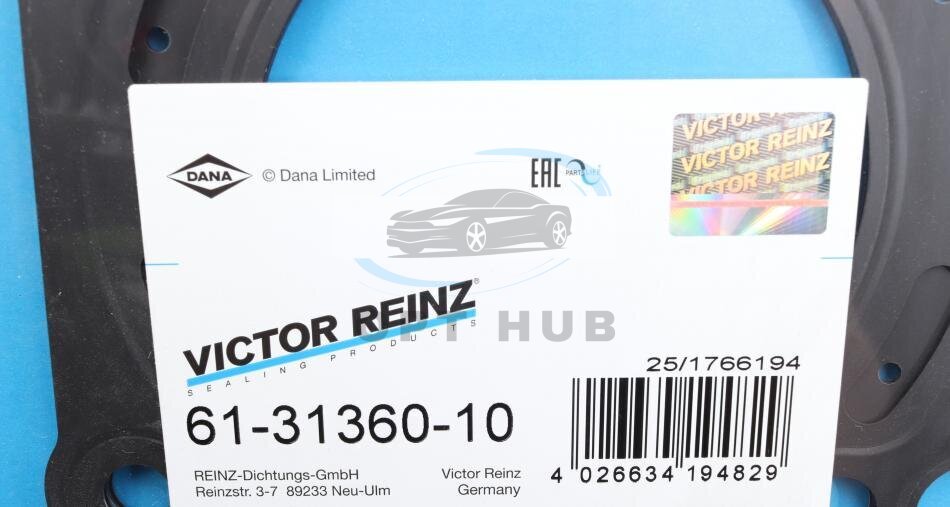 VICTOR REINZ
VICTOR REINZ
VICTOR REINZ
DANA
© Dana Limited
EAC
VICTOR REINZ®
SEALING PRODUCTS
OPT HUB
25/1766194
61-31360-10
4 026634 194829
REINZ-Dichtungs-GmbH
Reinzstr. 3-7 89233 Neu-Ulm
Victor Reinz
Germany